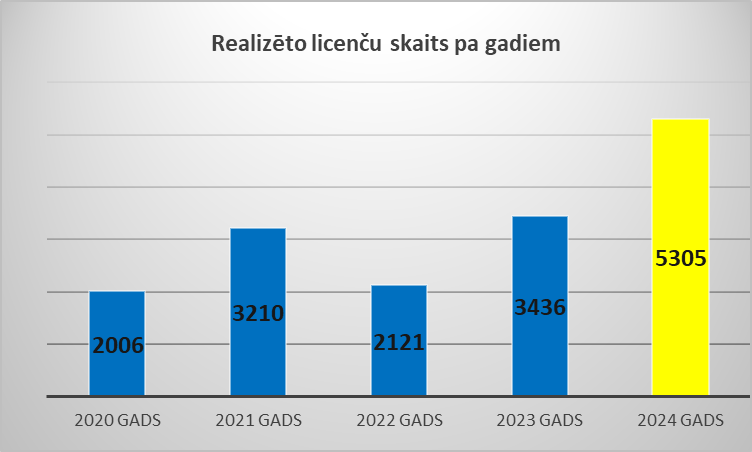 Realizēto licenču skaits pa gadiem
5305
3436
3210
2121
2006
2020 GADS
2021 GADS
2022 GADS
2023 GADS
2024 GADS